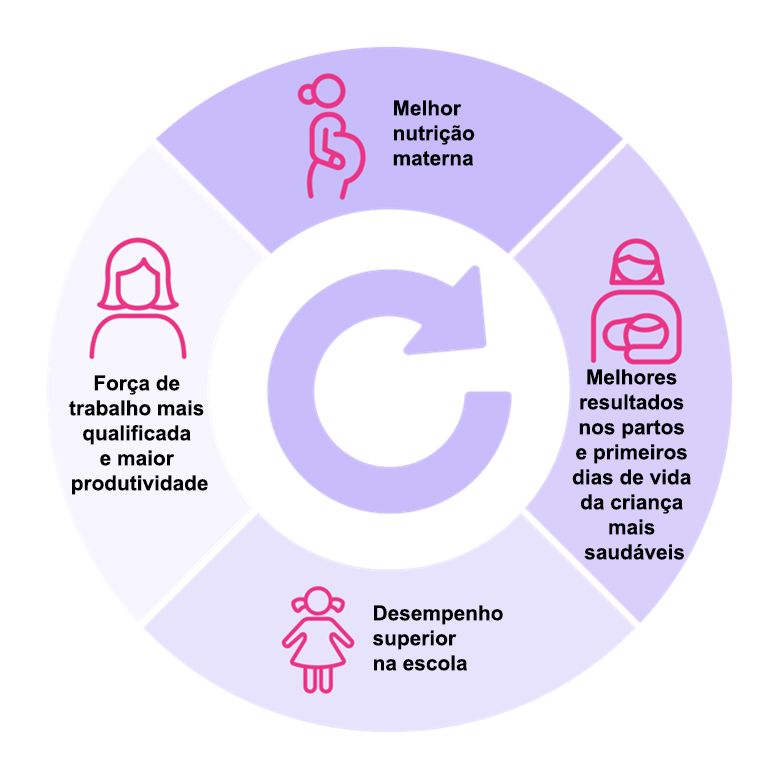 Melhor
nutrição
materna
Melhores
resultados
nos partos
e primeiros
dias de vida
da criança
mais
saudáveis
Desempenho
superior
na escola
Força de
trabalho mais
qualificada
e maior
produtividade